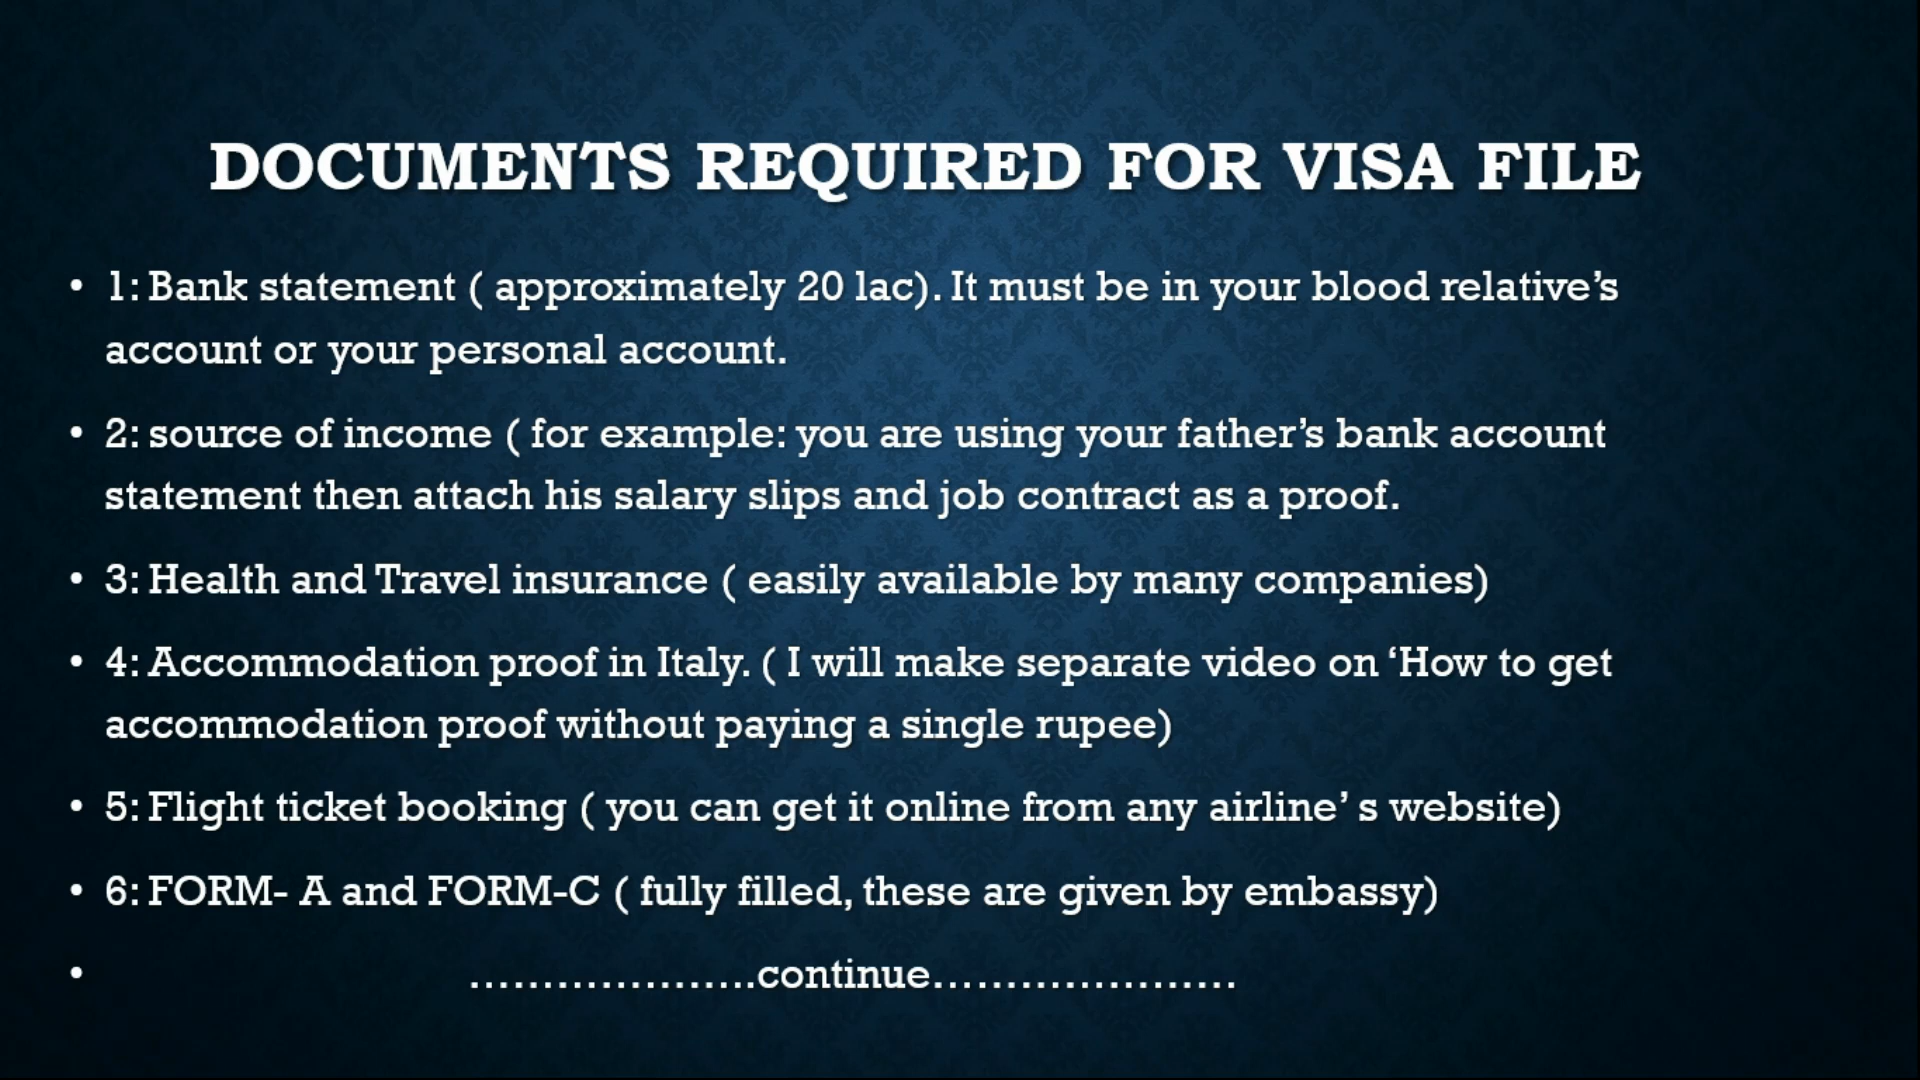 DOCUMENTS REQUIRED FOR VISA FILE
• 1: Bank statement ( approximately 20 lac). It must be in your blood relative’s
account or your personal account.
• 2: source of income ( for example: you are using your father’s bank account
statement then attach his salary slips and job contract as a proof.
• 3: Health and Travel insurance ( easily available by many companies)
• 4: Accommodation proof in Italy. ( I will make separate video on ‘How to get
accommodation proof without paying a single rupee)
• 5: Flight ticket booking ( you can get it online from any airline’ s website)
• 6: FORM- A and FORM-C ( fully filled, these are given by embassy)
• ………………..continue…………………